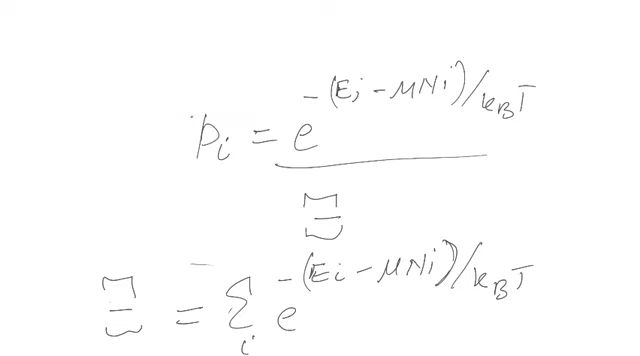 p_i = e^{-(E_i - μN_i)/k_BT} / Ξ
Ξ = Σ_i e^{-(E_i - μN_i)/k_BT}